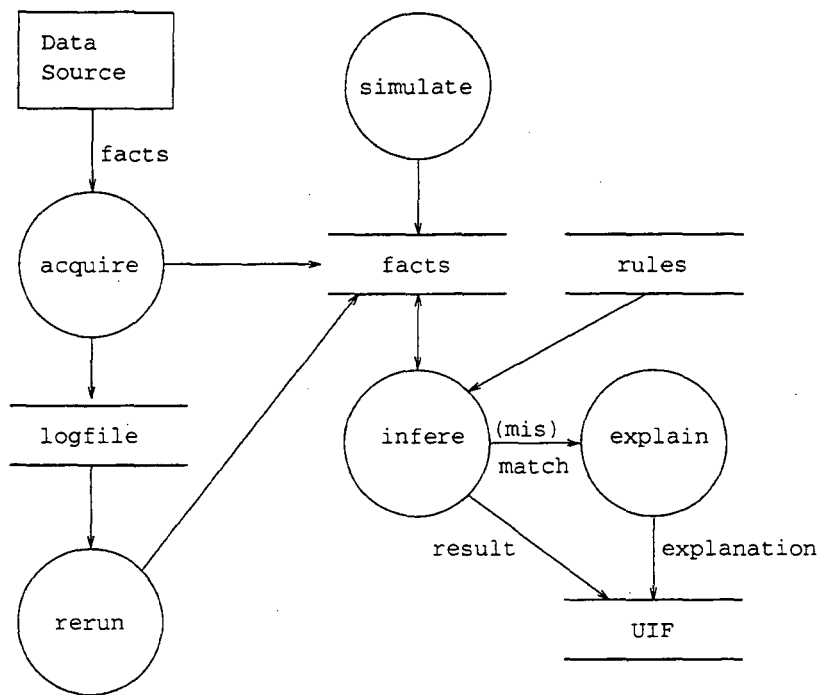 Data
Source
simulate
facts
acquire
facts
rules
logfile
infere
(mis)
match
explain
result
explanation
rerun
UIF